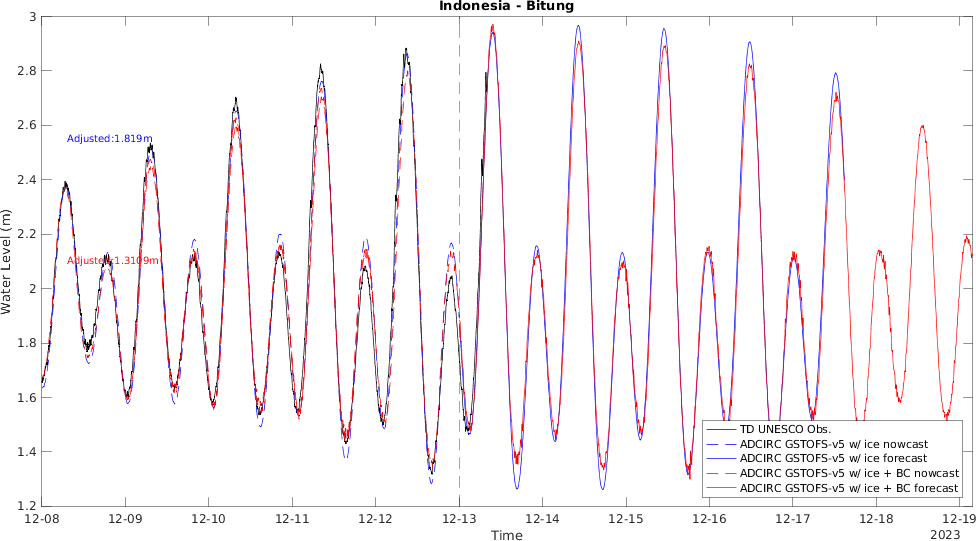 Indonesia - Bitung
Water Level (m)
3
2.8
2.6
2.4
2.2
2
1.8
1.6
1.4
1.2
Adjusted:1.819m
Adjusted:1.3109m
TD UNESCO Obs.
ADCIRC GSTOFS-v5 w/ ice nowcast
ADCIRC GSTOFS-v5 w/ ice forecast
ADCIRC GSTOFS-v5 w/ ice + BC nowcast
ADCIRC GSTOFS-v5 w/ ice + BC forecast
12-08 12-09 12-10 12-11 12-12 12-13 12-14 12-15 12-16 12-17 12-18 12-19
Time
2023